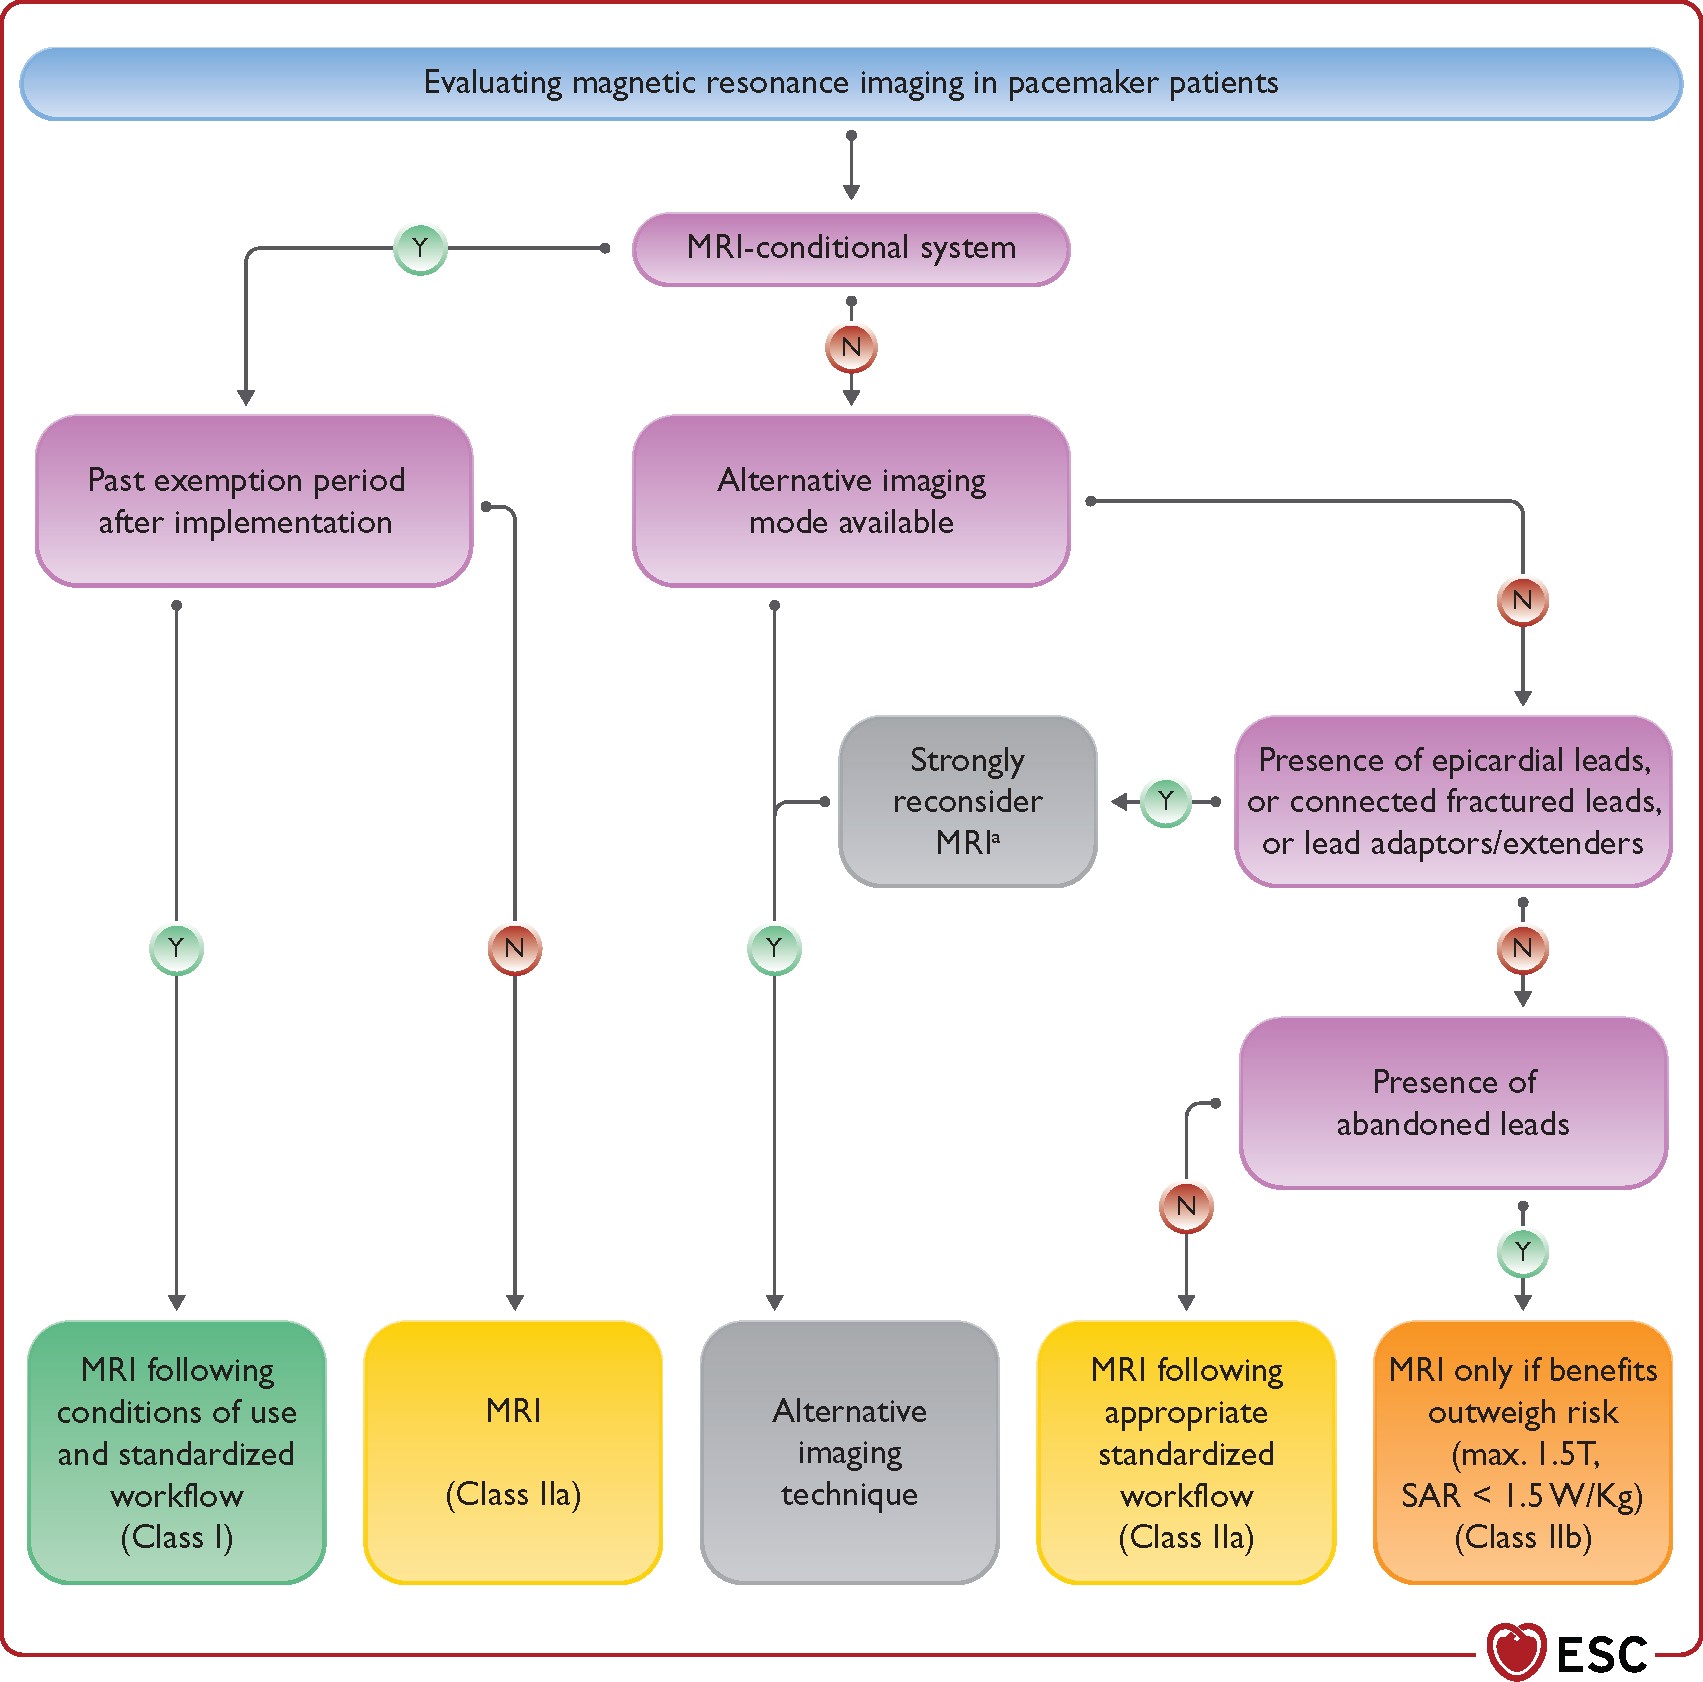 Evaluating magnetic resonance imaging in pacemaker patients
MRI-conditional system
Y
N
Past exemption period
after implementation
Alternative imaging
mode available
N
Strongly
reconsider
MRIᵃ
Y
Presence of epicardial leads,
or connected fractured leads,
or lead adaptors/extenders
Y
N
Y
N
Presence of
abandoned leads
N
Y
MRI following
conditions of use
and standardized
workflow
(Class I)
MRI
(Class IIa)
Alternative
imaging
technique
MRI following
appropriate
standardized
workflow
(Class IIa)
MRI only if benefits
outweigh risk
(max. 1.5T,
SAR < 1.5 W/Kg)
(Class IIb)
ESC